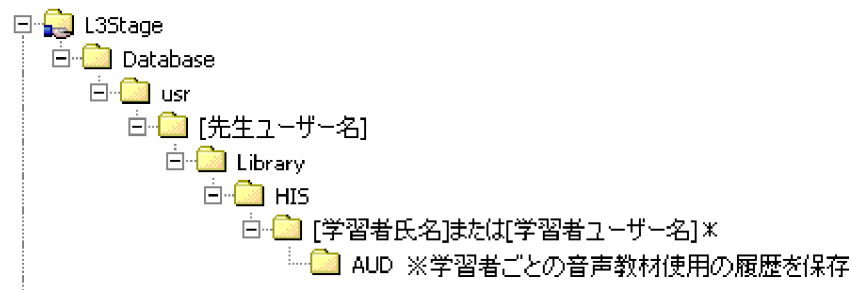 L3Stage
Database
usr
[先生ユーザー名]
Library
HIS
[学習者氏名]または[学習者ユーザー名]*
AUD ※学習者ごとの音声教材使用の履歴を保存